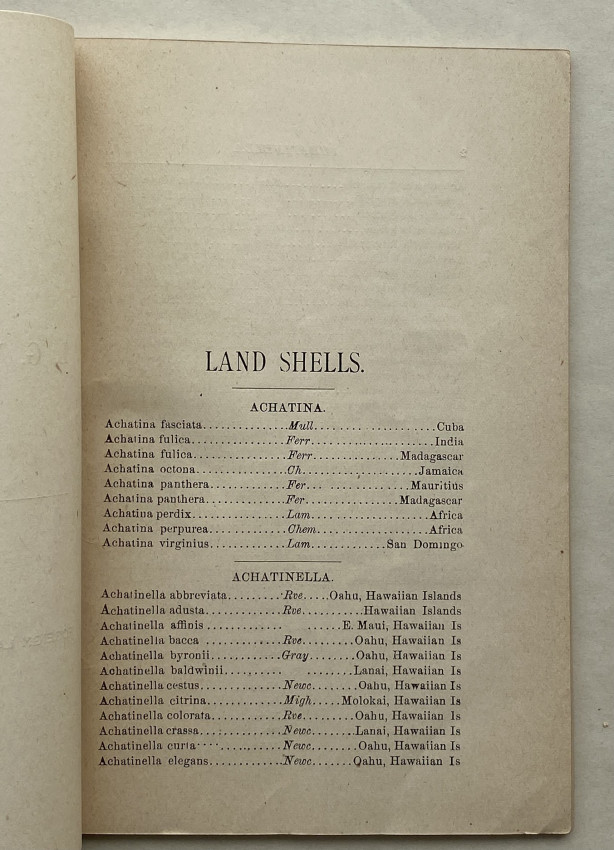 LAND SHELLS.
ACHATINA.
Achatina fasciata..............Mull.....................Cuba
Achatina fulica................Ferr.....................India
Achatina fulica................Ferr...............Madagascar
Achatina octona................Ch....................Jamaica
Achatina panthera.............Fer... ..............Mauritius
Achatina panthera.............Fer................Madagascar
Achatina perdix................Lam....................Africa
Achatina perpurea.............Chem...................Africa
Achatina virginius.............Lam............San Domingo
ACHATINELLA.
Achatinella abbreviata.........Rve.....Oahu, Hawaiian Islands
Achatinella adusta.............Rve..........Hawaiian Islands
Achatinella affinis ............ ......E. Maui, Hawaiian Is
Achatinella bacca ............Rve........Oahu, Hawaiian Is
Achatinella byronii............Gray........Oahu, Hawaiian Is
Achatinella baldwinii......... ........Lanai, Hawaiian Is
Achatinella cestus.............Newc........Oahu, Hawaiian Is
Achatinella citrina.............Migh.....Molokai, Hawaiian Is
Achatinella colorata...........Rve........Oahu, Hawaiian Is
Achatinella crassa.............Newc.......Lanai, Hawaiian Is
Achatinella curta..............Newc.......Oahu, Hawaiian Is
Achatinella elegans............Newc.......Qahu, Hawaiian Is